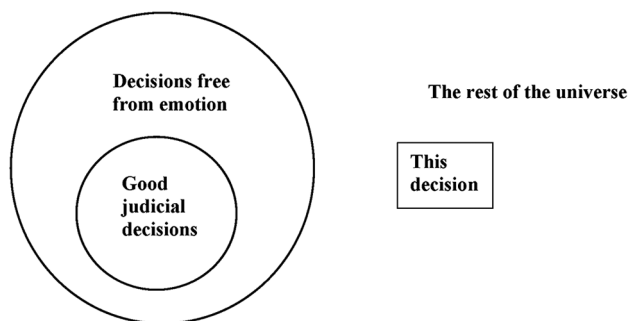 Decisions free
from emotion
The rest of the universe
This
decision
Good
judicial
decisions